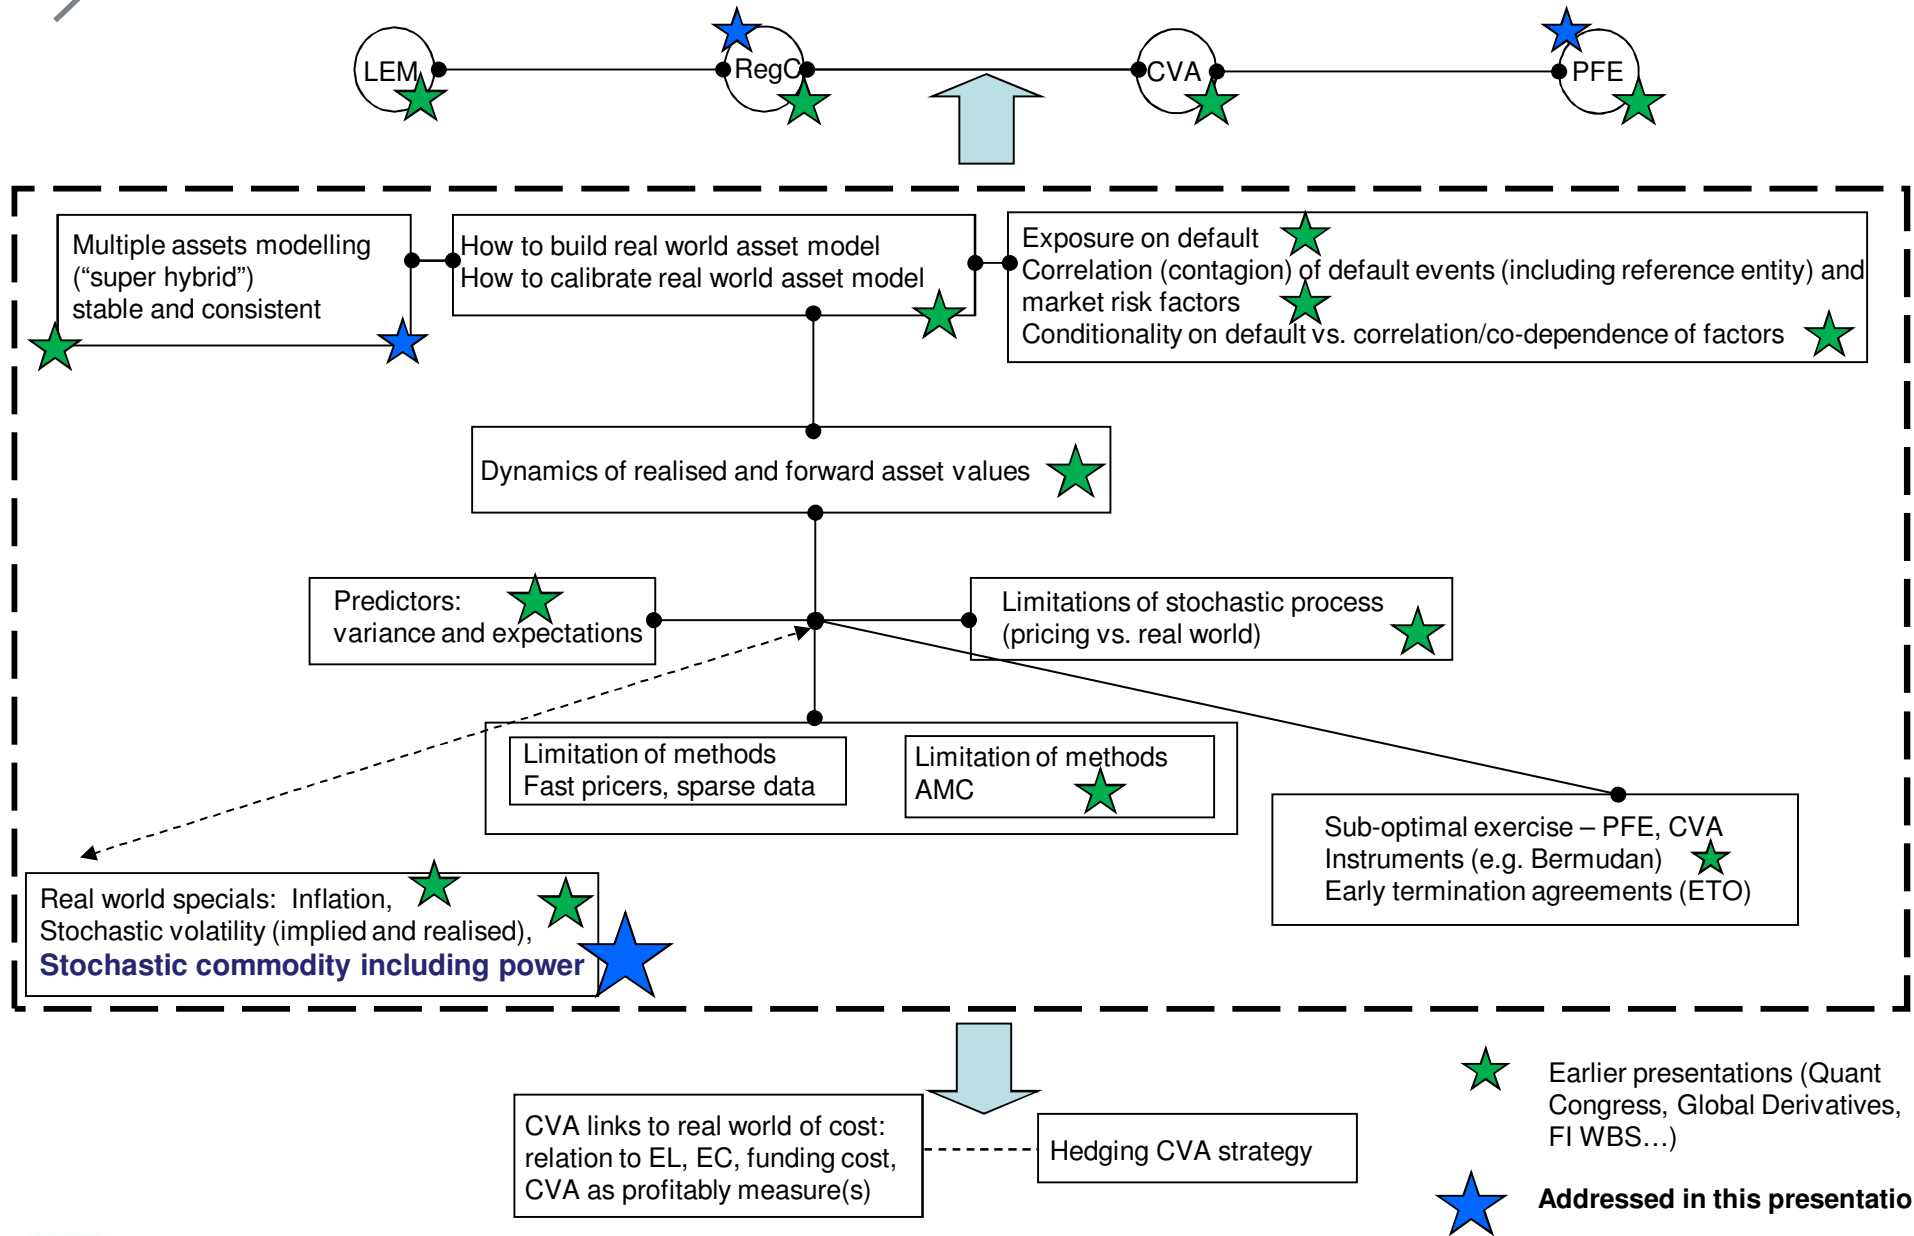 LEM
RegC
CVA
PFE
Multiple assets modelling
(“super hybrid”)
stable and consistent
How to build real world asset model
How to calibrate real world asset model
Exposure on default
Correlation (contagion) of default events (including reference entity) and
market risk factors
Conditionality on default vs. correlation/co-dependence of factors
Dynamics of realised and forward asset values
Predictors:
variance and expectations
Limitations of stochastic process
(pricing vs. real world)
Limitation of methods
Fast pricers, sparse data
Limitation of methods
AMC
Sub-optimal exercise – PFE, CVA
Instruments (e.g. Bermudan)
Early termination agreements (ETO)
Real world specials: Inflation,
Stochastic volatility (implied and realised),
Stochastic commodity including power
CVA links to real world of cost:
relation to EL, EC, funding cost,
CVA as profitably measure(s)
Hedging CVA strategy
Earlier presentations (Quant
Congress, Global Derivatives,
FI WBS…)
Addressed in this presentatio